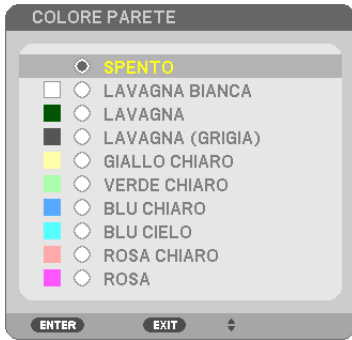 COLORE PARETE
SPENTO
LAVAGNA BIANCA
LAVAGNA
LAVAGNA (GRIGIA)
GIALLO CHIARO
VERDE CHIARO
BLU CHIARO
BLU CIELO
ROSA CHIARO
ROSA
ENTER EXIT